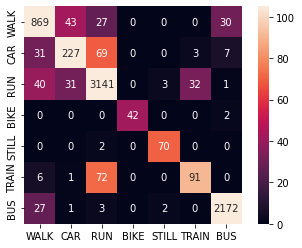 WALK 869 43 27 0 0 0 30
CAR 31 227 69 0 0 3 7
RUN 40 31 3141 0 3 32 1
BIKE 0 0 0 42 0 0 2
STILL 0 0 2 0 70 0 0
TRAIN 6 1 72 0 0 91 0
BUS 27 1 3 0 2 0 2172
WALK CAR RUN BIKE STILL TRAIN BUS
100
80
60
40
20
0